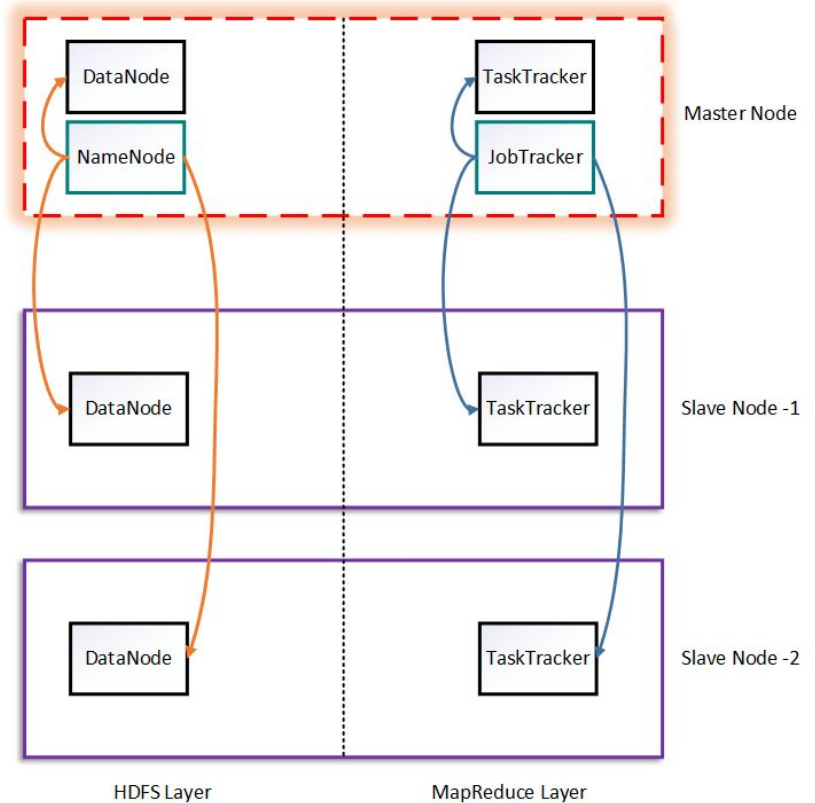 DataNode
TaskTracker
Master Node
NameNode
JobTracker
DataNode
TaskTracker
Slave Node -1
DataNode
TaskTracker
Slave Node -2
HDFS Layer
MapReduce Layer